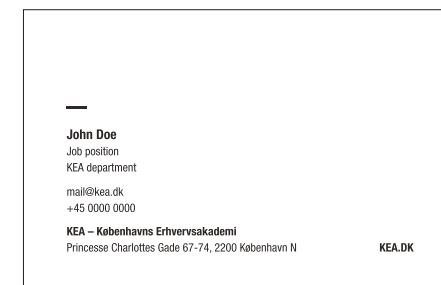 John Doe
Job position
KEA department
mail@kea.dk
+45 0000 0000
KEA – Københavns Erhvervsakademi
Princesse Charlottes Gade 67-74, 2200 København N KEA.DK